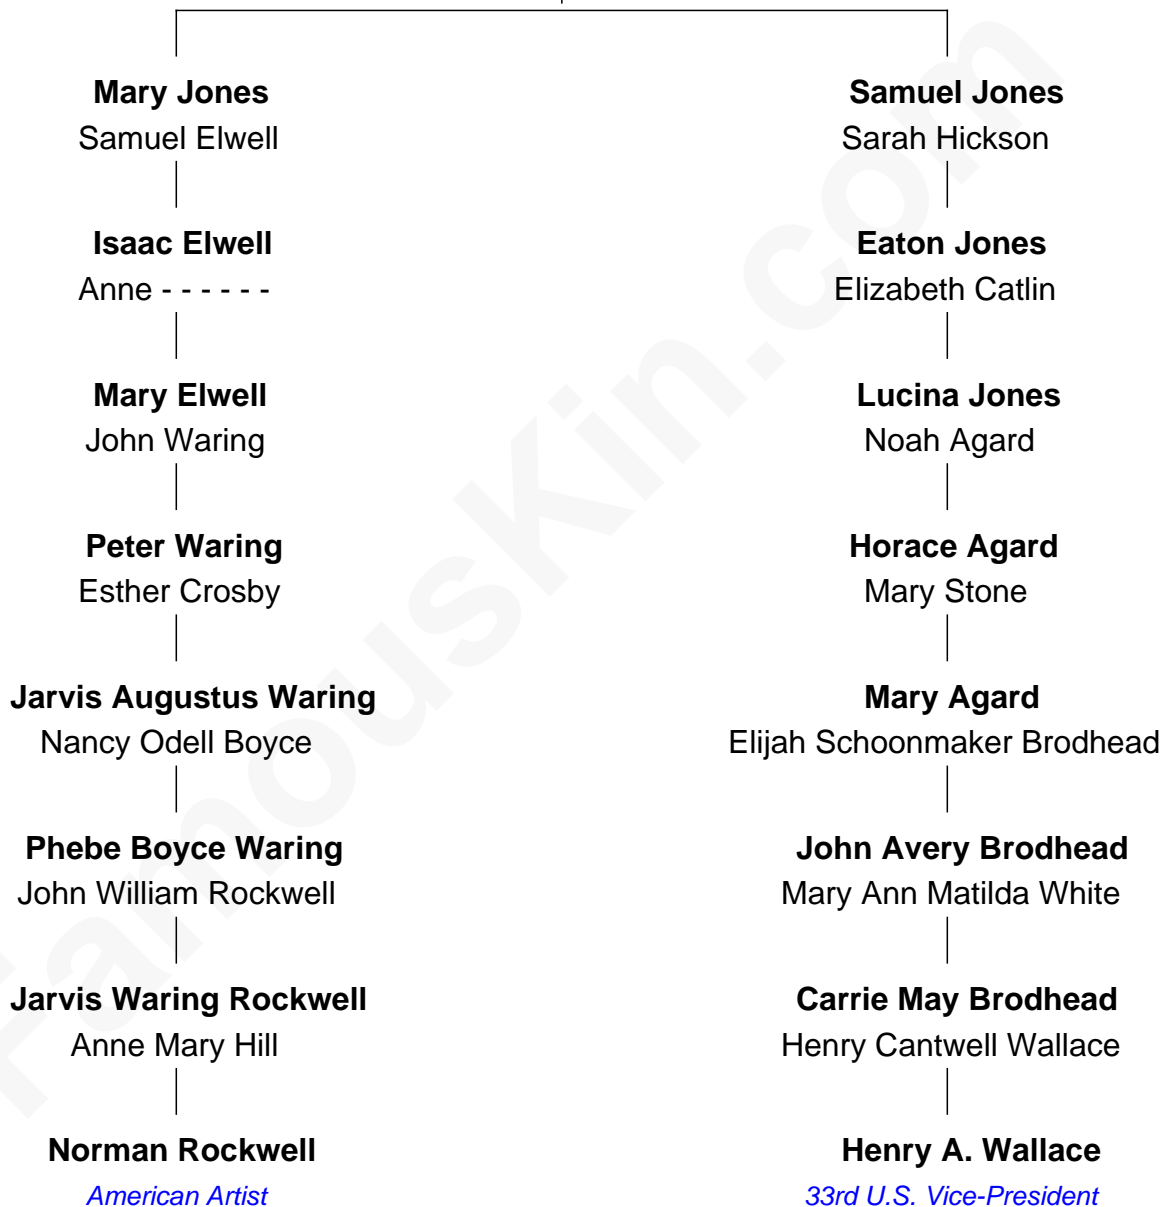 Mary Jones
Samuel Elwell
Isaac Elwell
Anne - - - - - -
Mary Elwell
John Waring
Peter Waring
Esther Crosby
Jarvis Augustus Waring
Nancy Odell Boyce
Phebe Boyce Waring
John William Rockwell
Jarvis Waring Rockwell
Anne Mary Hill
Norman Rockwell
American Artist
Samuel Jones
Sarah Hickson
Eaton Jones
Elizabeth Catlin
Lucina Jones
Noah Agard
Horace Agard
Mary Stone
Mary Agard
Elijah Schoonmaker Brodhead
John Avery Brodhead
Mary Ann Matilda White
Carrie May Brodhead
Henry Cantwell Wallace
Henry A. Wallace
33rd U.S. Vice-President
FamousKin.com